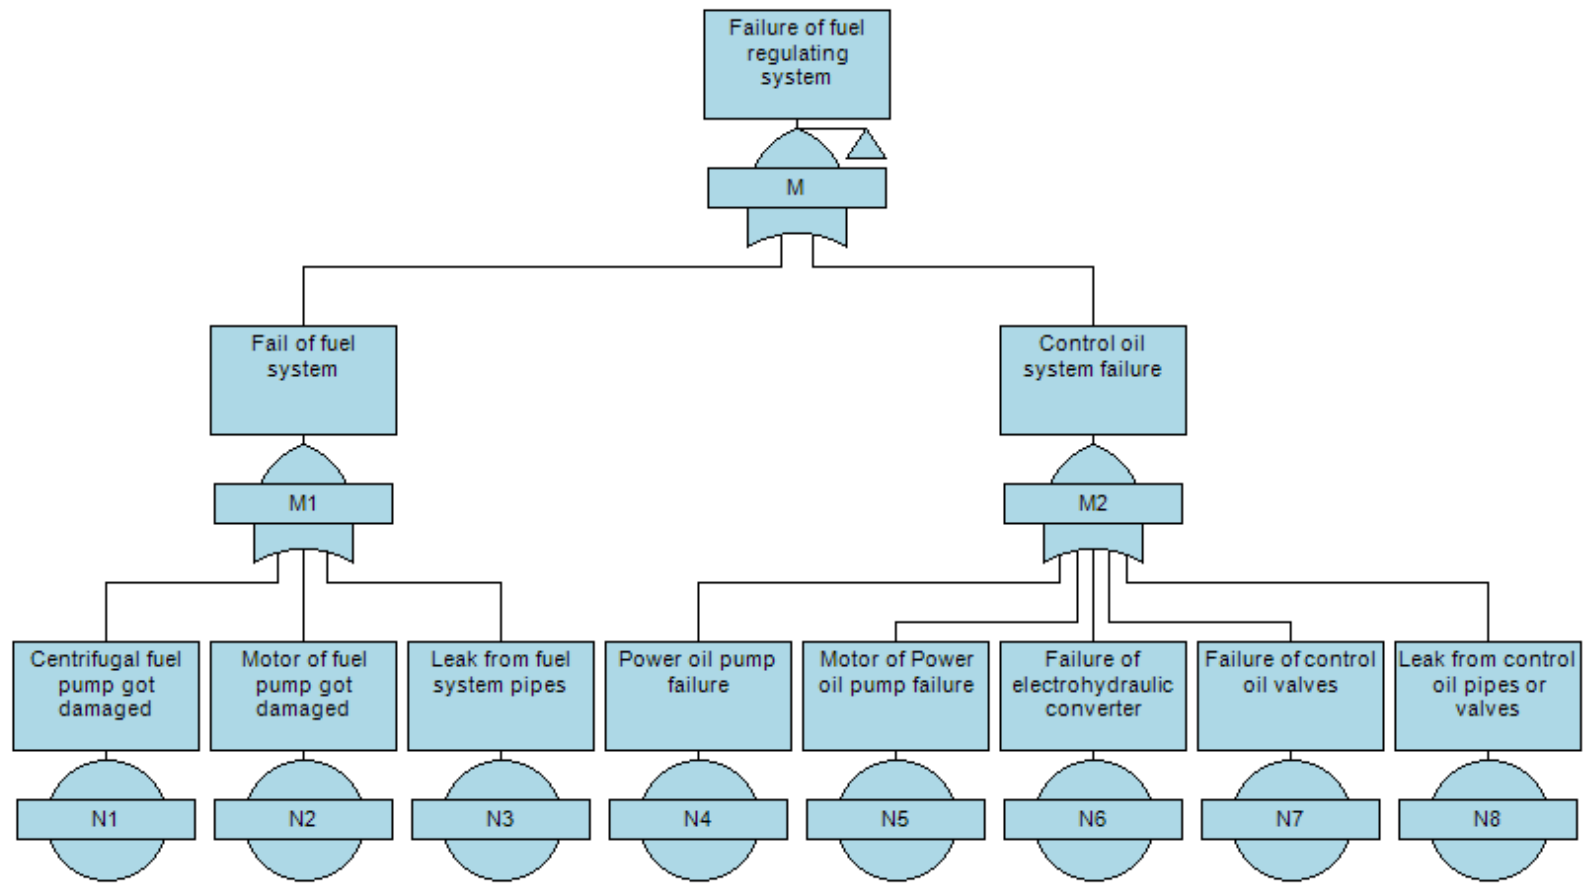 Failure of fuel
regulating
system
M
Fail of fuel
system
Control oil
system failure
M1
M2
Centrifugal fuel
pump got
damaged
Motor of fuel
pump got
damaged
Leak from fuel
system pipes
Power oil pump
failure
Motor of Power
oil pump failure
Failure of
electrohydraulic
converter
Failure of control
oil valves
Leak from control
oil pipes or
valves
N1
N2
N3
N4
N5
N6
N7
N8